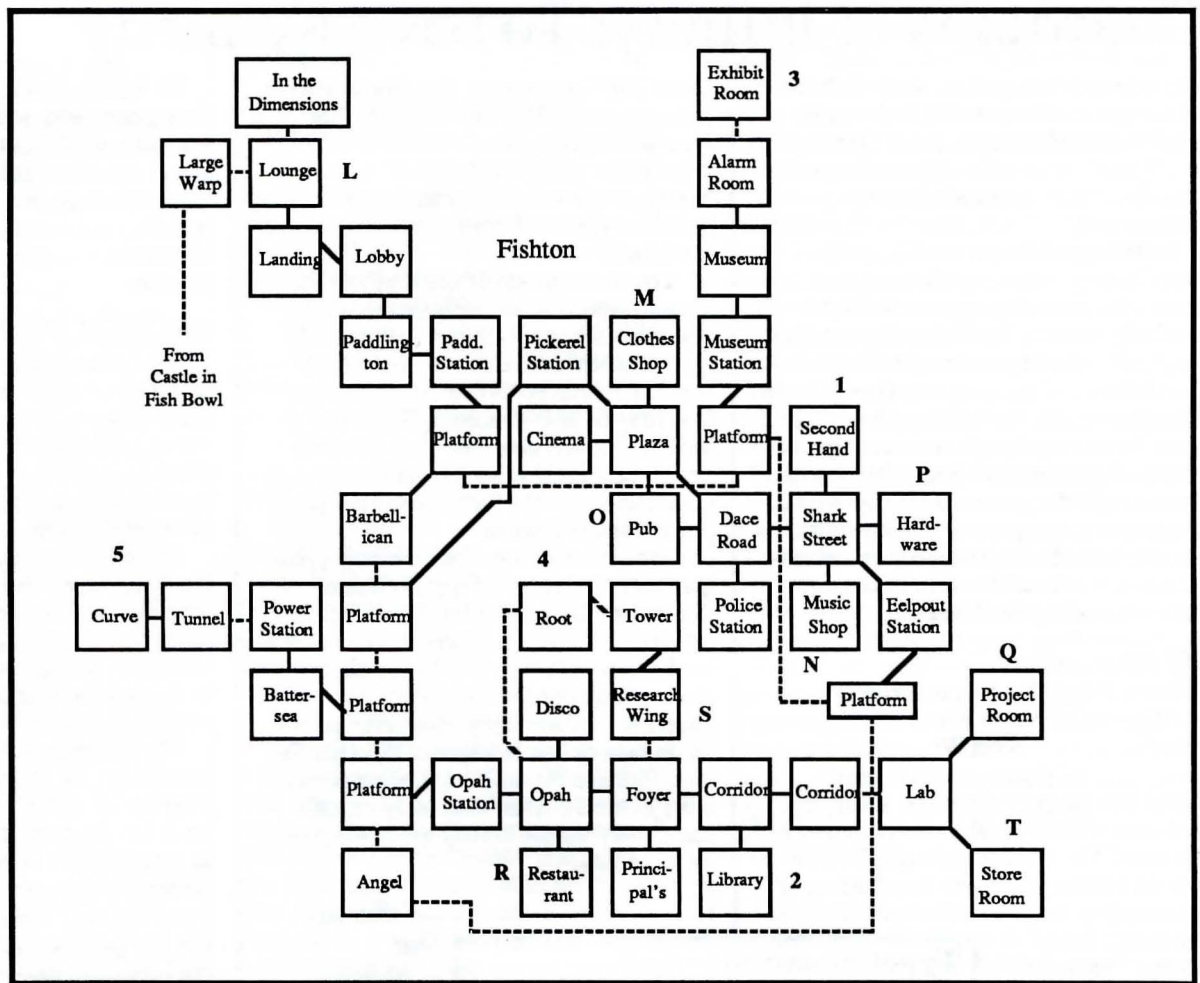 In the
Dimensions
Exhibit
Room
3
Large
Warp
Lounge
L
Alarm
Room
Landing
Lobby
Fishton
Museum
From
Castle in
Fish Bowl
Paddling-
ton
Padd.
Station
Pickerel
Station
M
Clothes
Shop
Museum
Station
1
Platform
Cinema
Plaza
Platform
Second
Hand
P
Barbell-
ican
O
Pub
Dace
Road
Shark
Street
Hard-
ware
5
4
Curve
Tunnel
Power
Station
Platform
Root
Tower
Police
Station
Music
Shop
Eelpout
Station
N
Q
Batter-
sea
Platform
Disco
Research
Wing
S
Platform
Project
Room
Platform
Opah
Station
Opah
Foyer
Corridor
Corridor
Lab
T
Angel
R
Restau-
rant
Princi-
pal's
Library
2
Store
Room